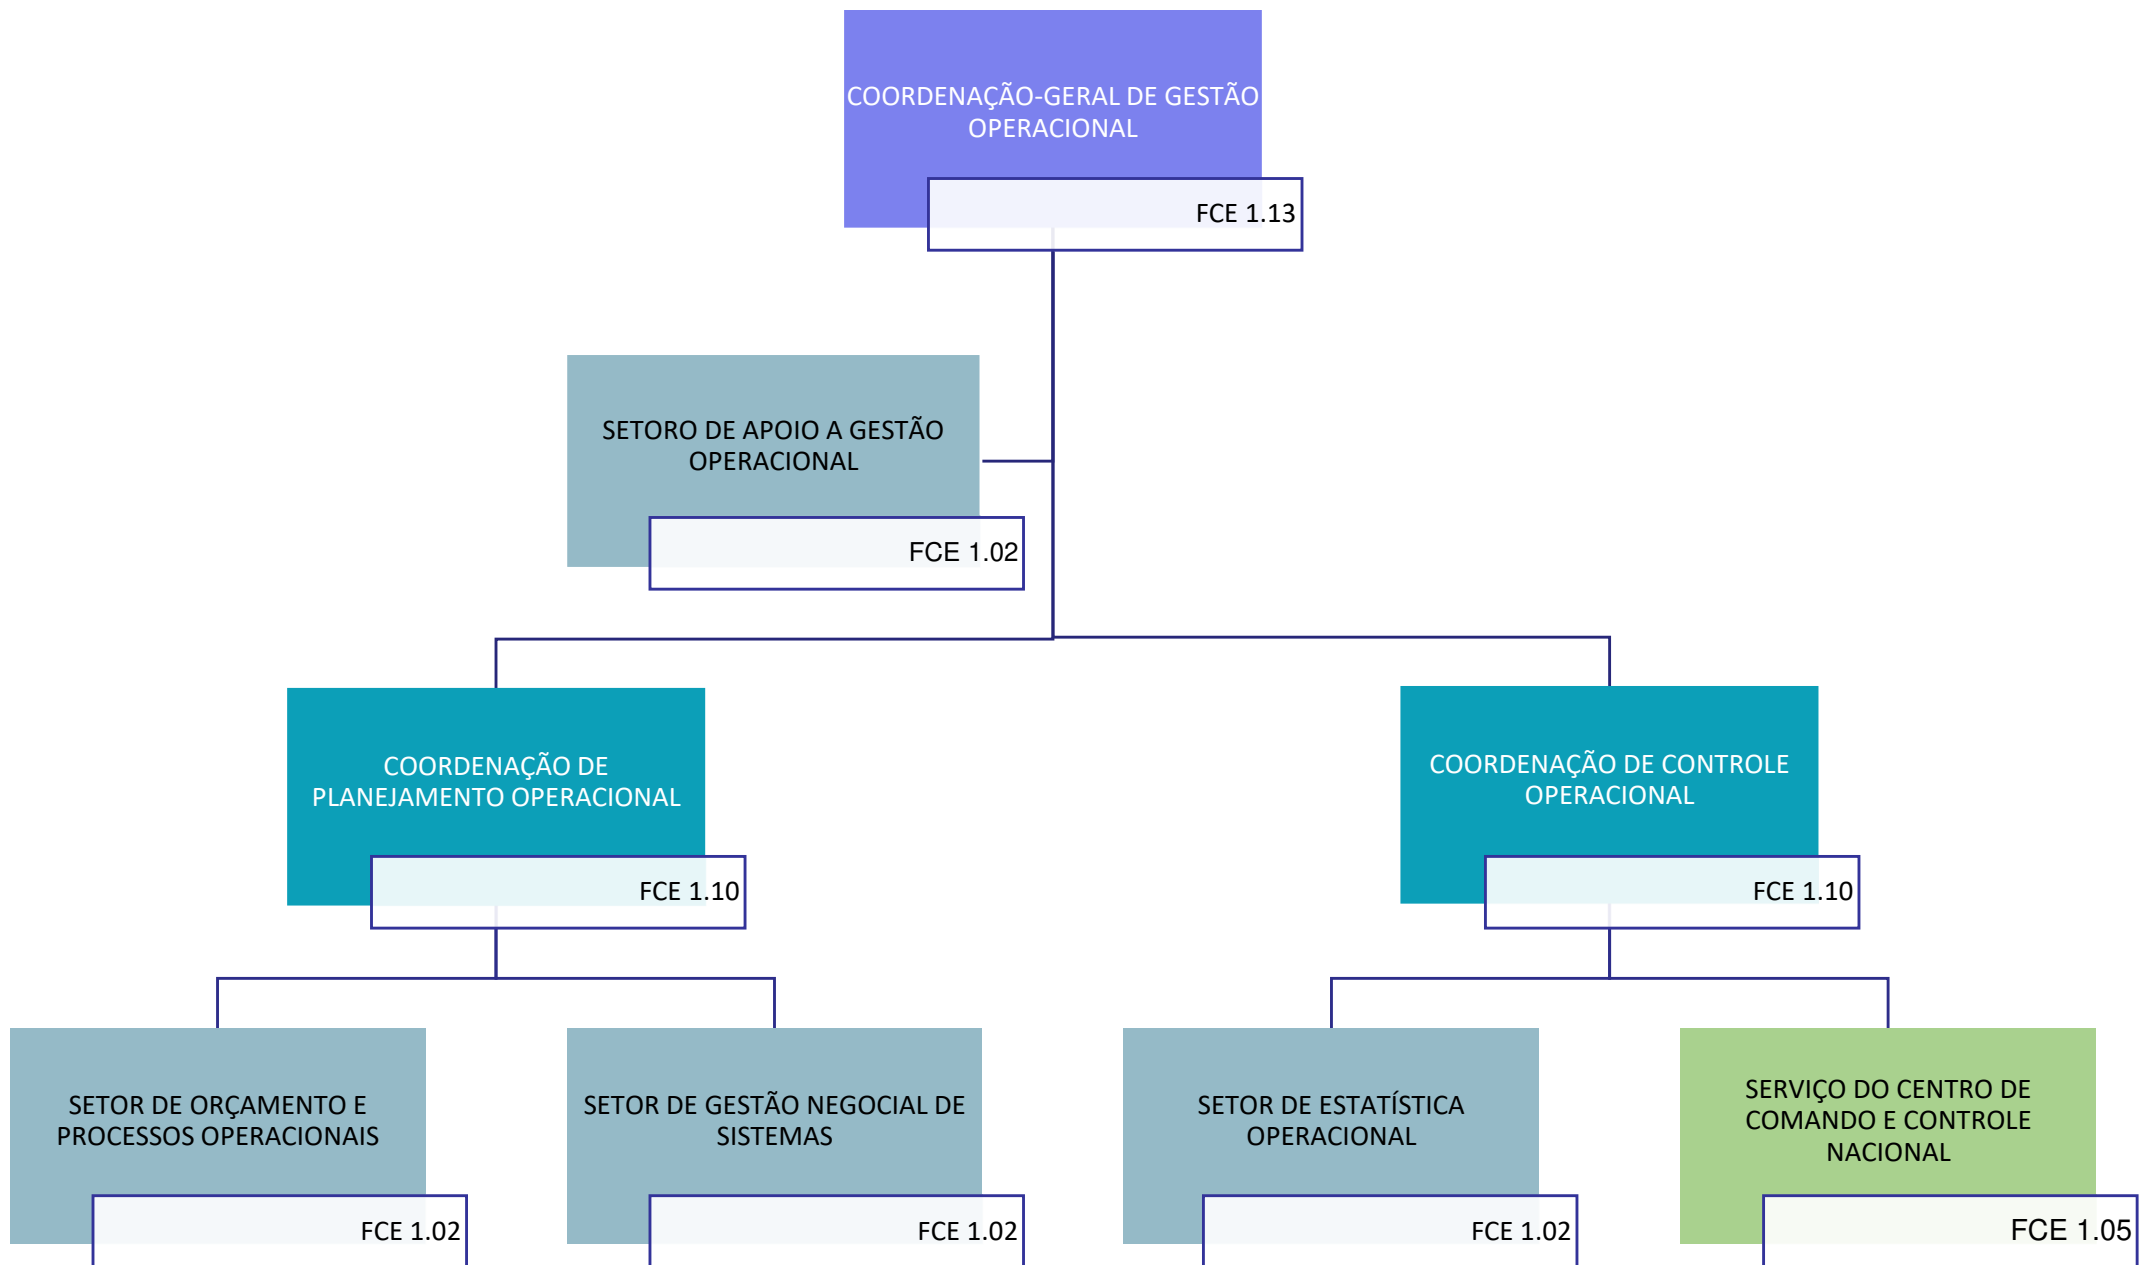 COORDENAÇÃO-GERAL DE GESTÃO
OPERACIONAL
FCE 1.13
SETORO DE APOIO A GESTÃO
OPERACIONAL
FCE 1.02
COORDENAÇÃO DE
PLANEJAMENTO OPERACIONAL
FCE 1.10
COORDENAÇÃO DE CONTROLE
OPERACIONAL
FCE 1.10
SETOR DE ORÇAMENTO E
PROCESSOS OPERACIONAIS
FCE 1.02
SETOR DE GESTÃO NEGOCIAL DE
SISTEMAS
FCE 1.02
SETOR DE ESTATÍSTICA
OPERACIONAL
FCE 1.02
SERVIÇO DO CENTRO DE
COMANDO E CONTROLE
NACIONAL
FCE 1.05